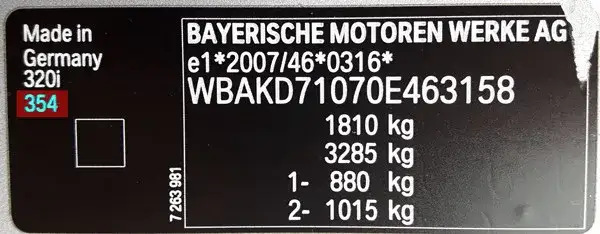 Made in
Germany
320i
354
BAYERISCHE MOTOREN WERKE AG
e1*2007/46*0316*
WBAKD71070E463158
1810 kg
3285 kg
1- 880 kg
2- 1015 kg
7 263 981